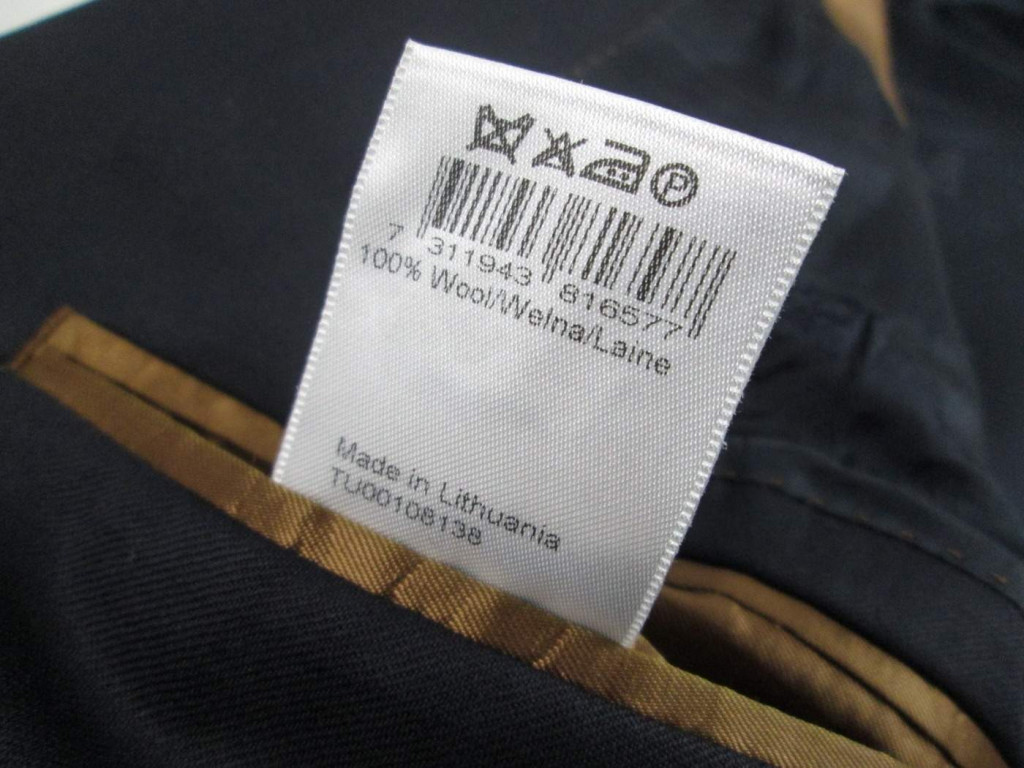 P
7 311943 816577
100% Wool/Welna/Laine
Made in Lithuania
TU00108138